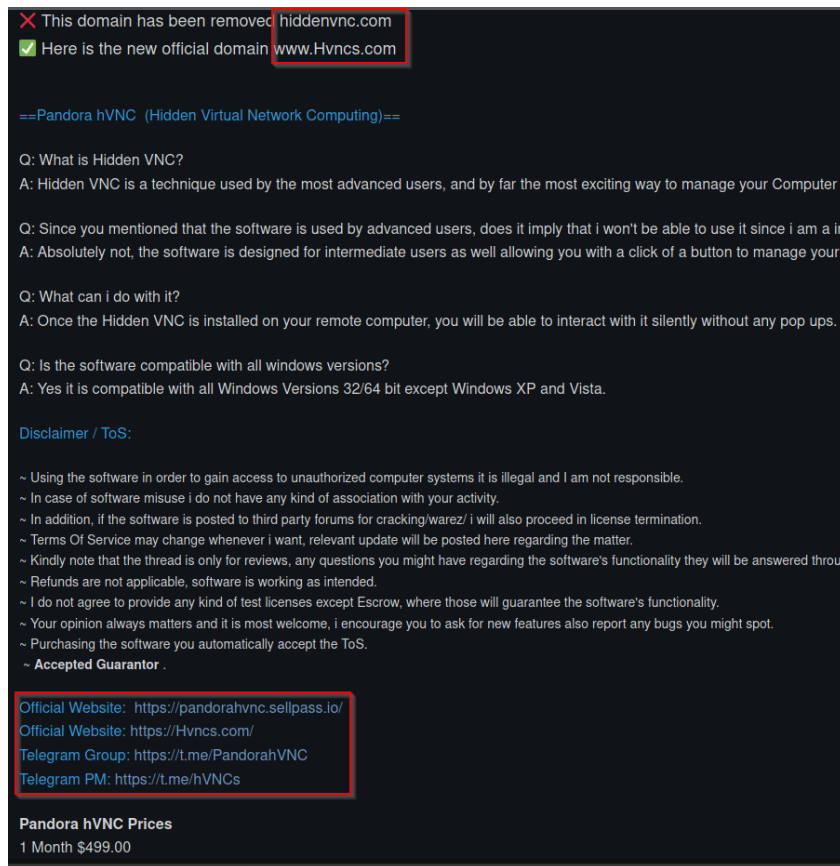 ❌ This domain has been removed hiddenvnc.com
✅ Here is the new official domain www.Hvncs.com
==Pandora hVNC (Hidden Virtual Network Computing)==
Q: What is Hidden VNC?
A: Hidden VNC is a technique used by the most advanced users, and by far the most exciting way to manage your Computer
Q: Since you mentioned that the software is used by advanced users, does it imply that i won't be able to use it since i am a
A: Absolutely not, the software is designed for intermediate users as well allowing you with a click of a button to manage your
Q: What can i do with it?
A: Once the Hidden VNC is installed on your remote computer, you will be able to interact with it silently without any pop ups.
Q: Is the software compatible with all windows versions?
A: Yes it is compatible with all Windows Versions 32/64 bit except Windows XP and Vista.
Disclaimer / ToS:
~ Using the software in order to gain access to unauthorized computer systems it is illegal and I am not responsible.
~ In case of software misuse i do not have any kind of association with your activity.
~ In addition, if the software is posted to third party forums for cracking/warez/ i will also proceed in license termination.
~ Terms Of Service may change whenever i want, relevant update will be posted here regarding the matter.
~ Kindly note that the thread is only for reviews, any questions you might have regarding the software's functionality they will be answered
~ Refunds are not applicable, software is working as intended.
~ I do not agree to provide any kind of test licenses except Escrow, where those will guarantee the software's functionality.
~ Your opinion always matters and it is most welcome, i encourage you to ask for new features also report any bugs you might spot.
~ Purchasing the software you automatically accept the ToS.
~ Accepted Guarantor .
Official Website: https://pandorahvnc.sellpass.io/
Official Website: https://Hvncs.com/
Telegram Group: https://t.me/PandorahVNC
Telegram PM: https://t.me/hVNCs
Pandora hVNC Prices
1 Month $499.00